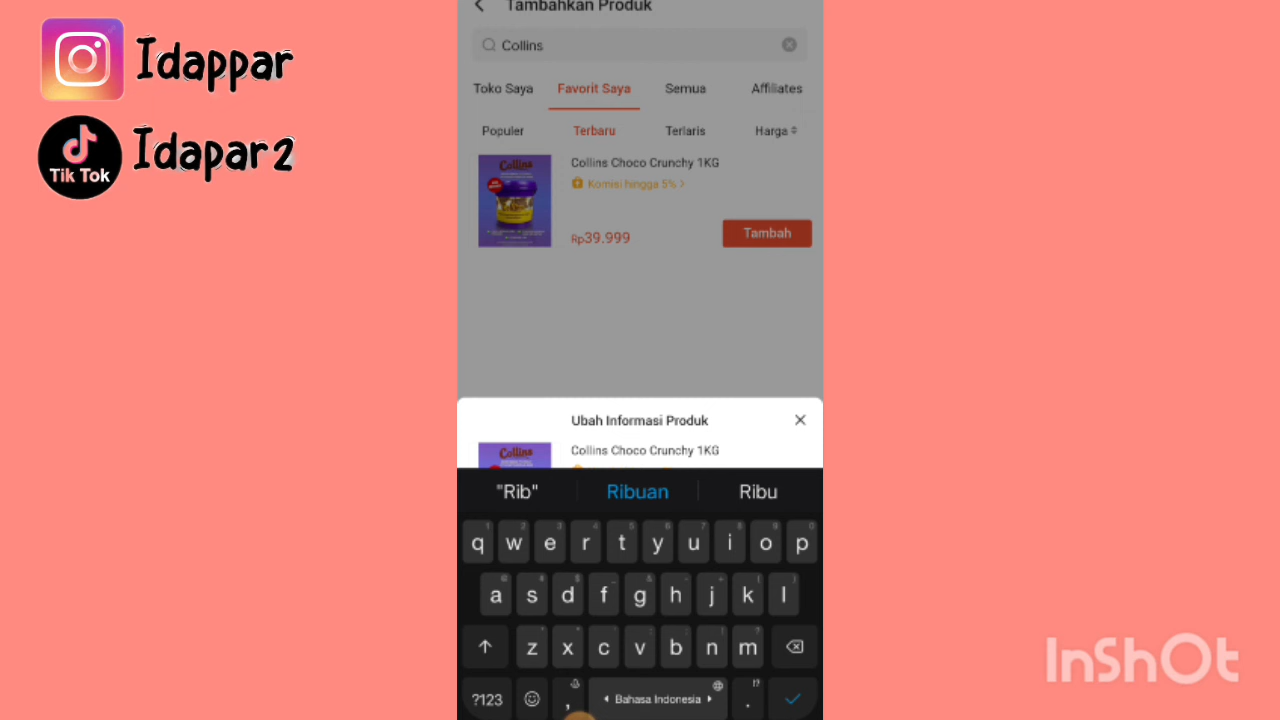 Idappar
Tik Tok
Idapar2
Tambahkan Produk
Collins
Toko Saya
Favorit Saya
Semua
Affiliates
Populer
Terbaru
Terlaris
Harga
Collins
Collins Choco Crunchy 1KG
Komisi hingga 5% >
Rp39.999
Tambah
Ubah Informasi Produk
Collins
Collins Choco Crunchy 1KG
"Rib"
Ribuan
Ribu
q w e r t y u i o p
a s d f g h j k l
z x c v b n m
?123
,
Bahasa Indonesia
.
InShOt